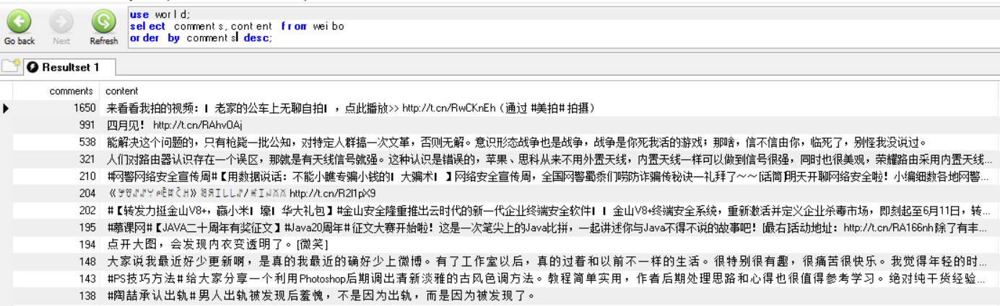 Go back
Next
Refresh
use world;
select comments,content from weibo
order by comments desc;
Resultset 1
comments content
1650 来看看我拍的视频：▎老家的公车上无聊自拍▎，点此播放>> http://t.cn/RwCKnEh（通过 #美拍# 拍摄）
991 四月见！ http://t.cn/RAhvOAj
538 能解决这个问题的，只有枪毙一批公知，对特定人群搞一次文革，否则无解。意识形态战争也是战争，战争是你死我活的游戏；那啥，信不信由你，临死了，别怪我没说过。
321 人们对路由器认识存在一个误区，那就是有天线信号就强。这种认识是错误的，苹果、思科从来不用外置天线，内置天线一样可以做到信号很强，同时也很美观，荣耀路由采用内置天线...
210 #网警网络安全宣传周#【用数据说话：不能小瞧专骗小钱的▎大骗术▎】网络安全宣传周，全国网警蜀黍们唠防诈骗传秘诀一礼拜了～～[话筒]明天开聊网络安全啦！小编细数各地网警...
204 http://t.cn/R2l1pX9
202 #【转发力挺金山V8+，赢小米▎壕▎华大礼包】#金山安全隆重推出云时代的新一代企业终端安全软件▎▎金山V8+终端安全系统，重新激活并定义企业杀毒市场，即刻起至6月11日，转...
195 #慕课网#【JAVA二十周年有奖征文】#Java20周年#征文大赛开始啦！这是一次笔尖上的Java比拼，一起讲述你与Java不得不说的故事吧！[最右]活动地址：http://t.cn/RA166nh 除了有丰...
194 点开大图，会发现内衣变透明了。[微笑]
148 大家说我最近好少更新啊，是真的我最近的确好少上微博。有了工作室以后，真的过着和以前不一样的生活。很特别很有趣，很痛苦很快乐。我觉得年轻的时...
143 #PS技巧方法#给大家分享一个利用Photoshop后期调出清新淡雅的古风色调方法。教程简单实用，作者后期处理思路和心得也很值得参考学习。绝对纯干货经验...
138 #陶喆承认出轨#男人出轨被发现后羞愧，不是因为出轨，而是因为被发现了。